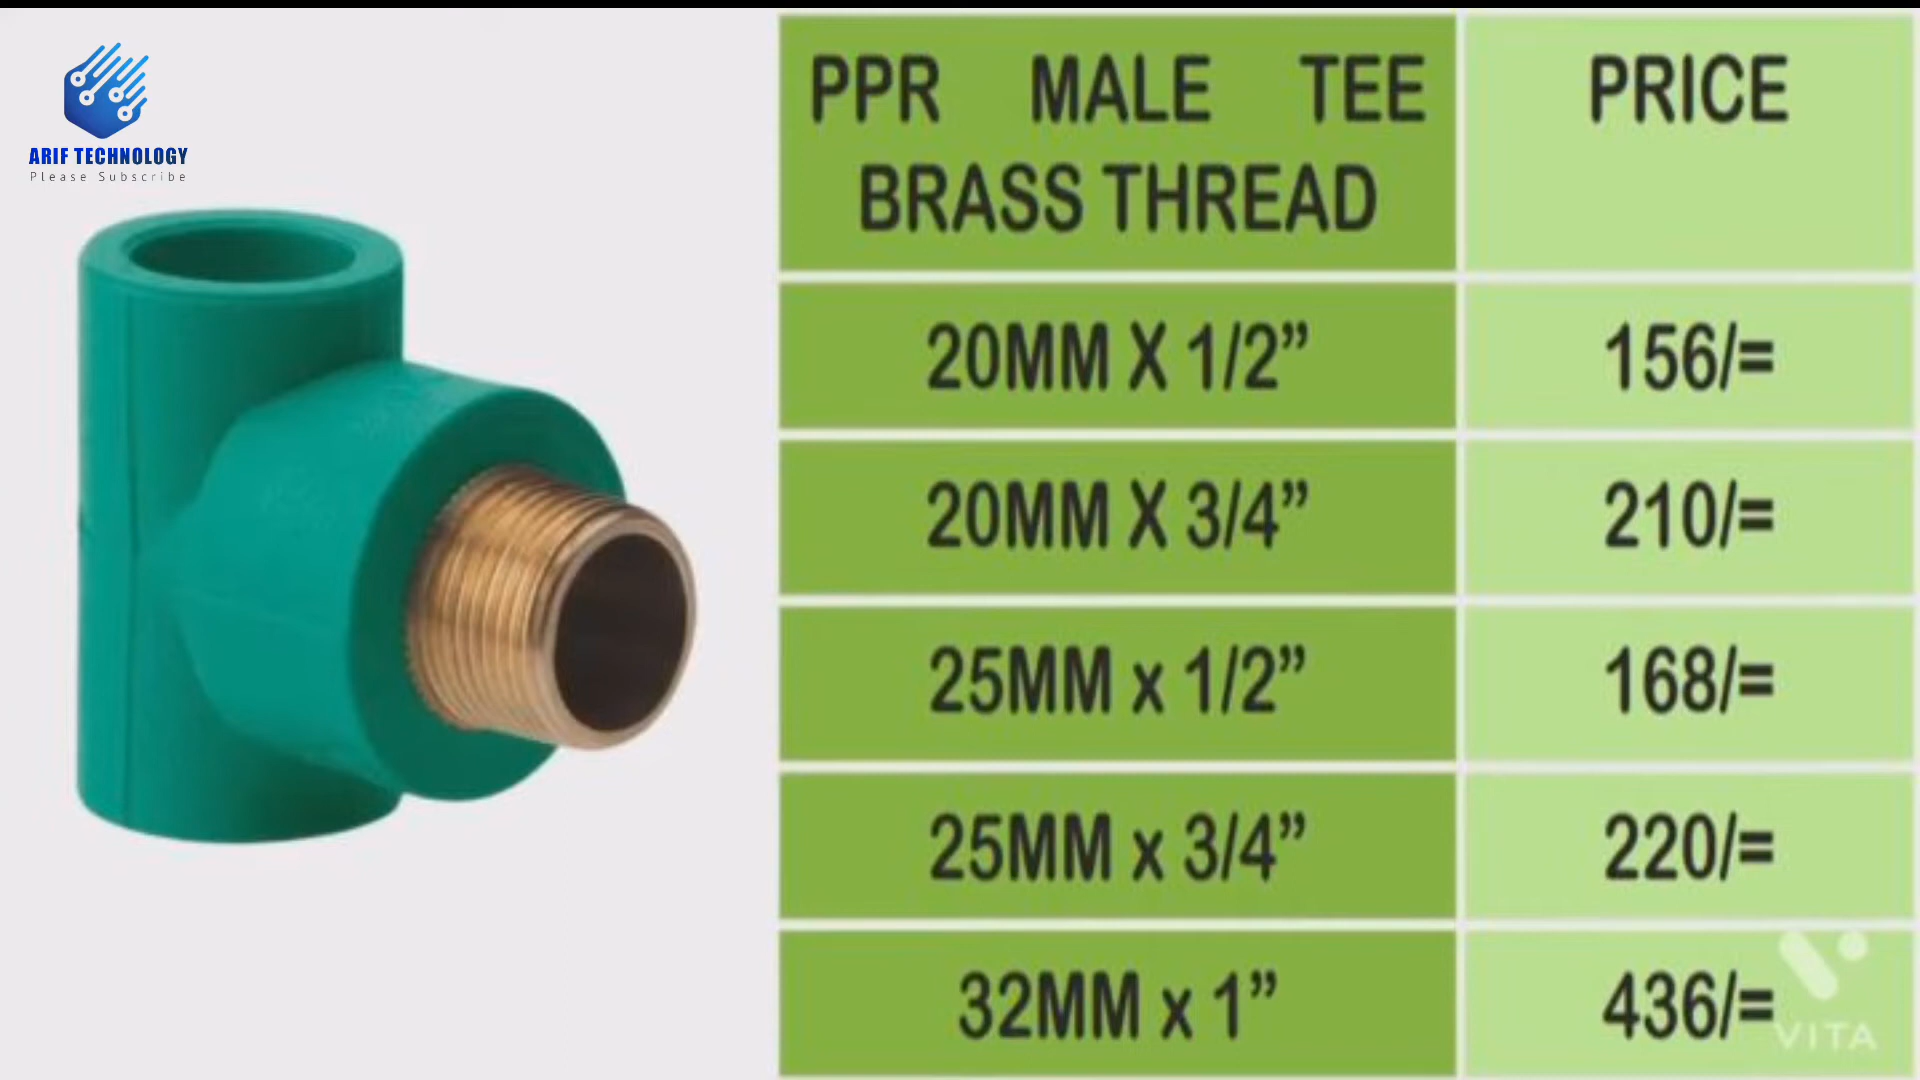 ARIF TECHNOLOGY
Please Subscribe
PPR MALE TEE
BRASS THREAD
PRICE
20MM X 1/2”
156/=
20MM X 3/4”
210/=
25MM x 1/2”
168/=
25MM x 3/4”
220/=
32MM x 1”
436/=
VITA